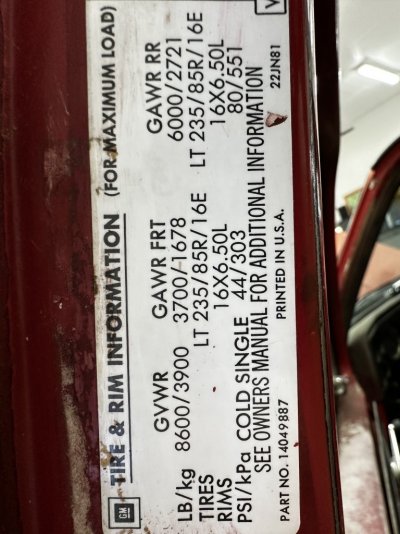 GM TIRE & RIM INFORMATION (FOR MAXIMUM LOAD)
GVWR GAWR FRT GAWR RR
LB/kg 8600/3900 3700/1678 6000/2721
TIRES LT 235/85R/16E LT 235/85R/16E
RIMS 16X6.50L 16X6.50L
PSI/kPa COLD SINGLE 44/303 80/551
SEE OWNERS MANUAL FOR ADDITIONAL INFORMATION
PART NO. 14049887 PRINTED IN U.S.A. 22JN81